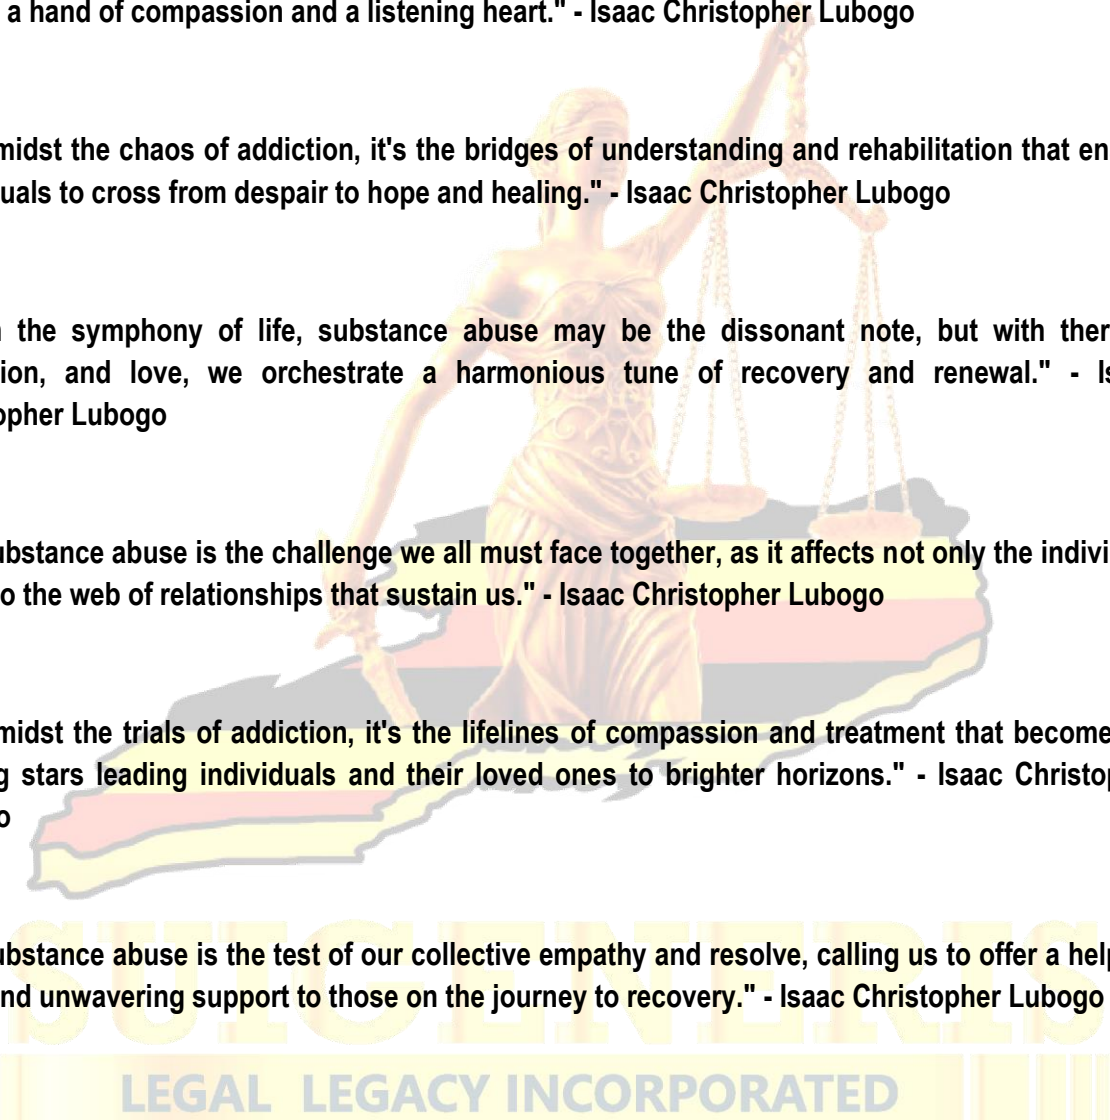 a hand of compassion and a listening heart." - Isaac Christopher Lubogo
midst the chaos of addiction, it's the bridges of understanding and rehabilitation that en
uals to cross from despair to hope and healing." - Isaac Christopher Lubogo
the symphony of life, substance abuse may be the dissonant note, but with ther
ion, and love, we orchestrate a harmonious tune of recovery and renewal." - Is
opher Lubogo
ubstance abuse is the challenge we all must face together, as it affects not only the indivi
o the web of relationships that sustain us." - Isaac Christopher Lubogo
midst the trials of addiction, it's the lifelines of compassion and treatment that become
g stars leading individuals and their loved ones to brighter horizons." - Isaac Christop
o
ubstance abuse is the test of our collective empathy and resolve, calling us to offer a help
nd unwavering support to those on the journey to recovery." - Isaac Christopher Lubogo
SUIGENERIS
LEGAL LEGACY INCORPORATED